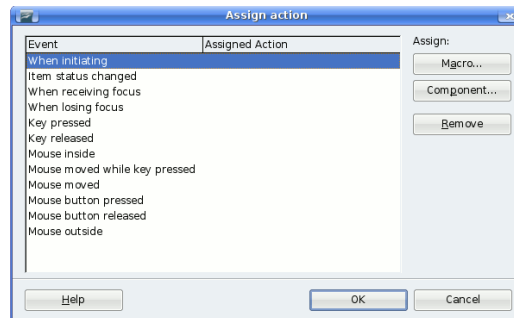 Assign action
Event Assigned Action
When initiating
Item status changed
When receiving focus
When losing focus
Key pressed
Key released
Mouse inside
Mouse moved while key pressed
Mouse moved
Mouse button pressed
Mouse button released
Mouse outside
Assign:
Macro...
Component...
Remove
Help OK Cancel